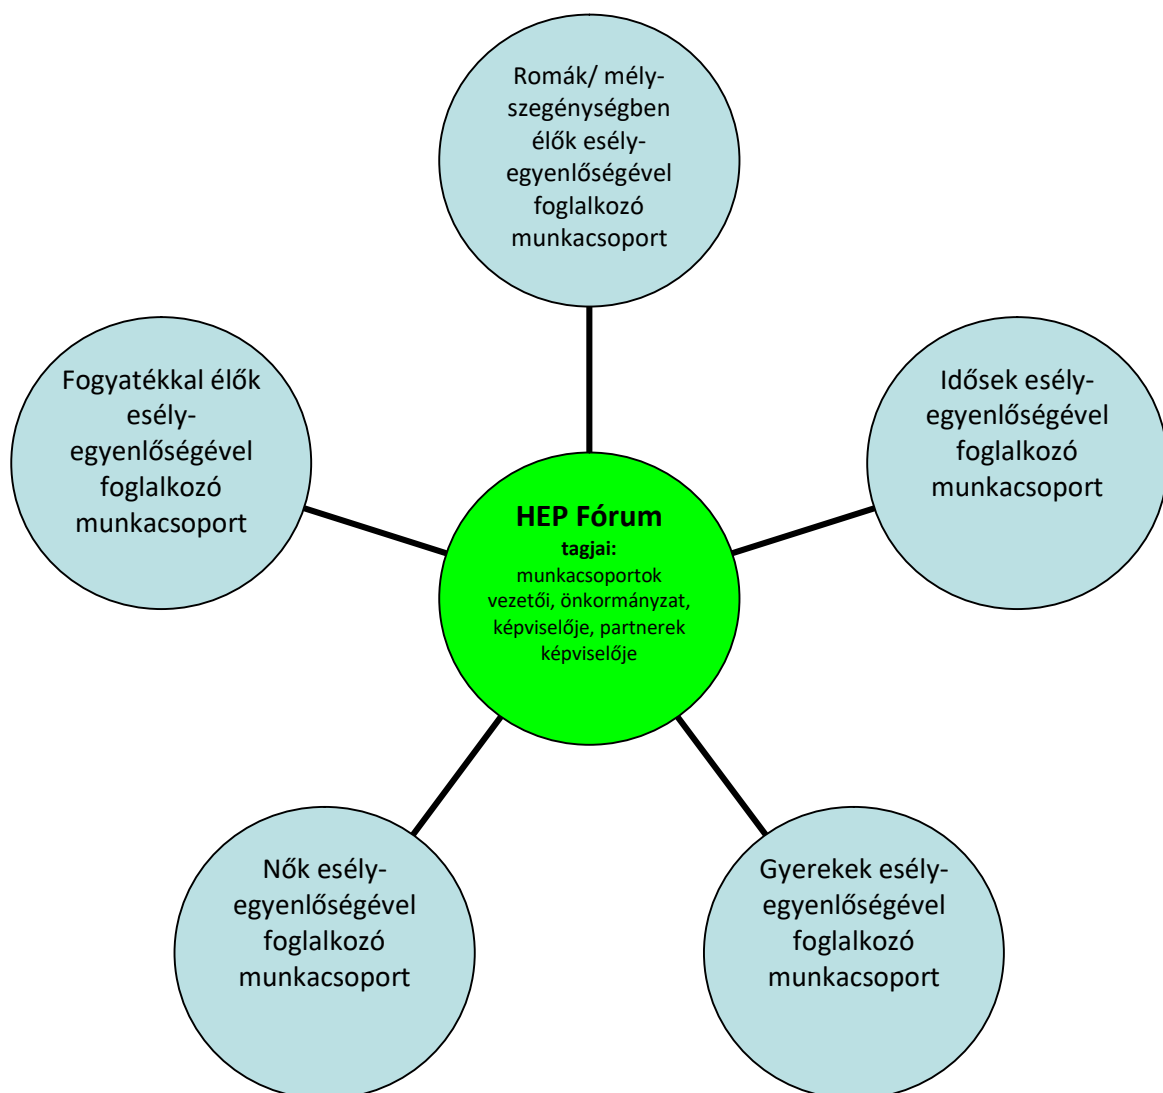 Romák/ mély-
szegénységben
élők esély-
egyenlőségével
foglalkozó
munkacsoport
Fogyatékkal élők
esély-
egyenlőségével
foglalkozó
munkacsoport
Idősek esély-
egyenlőségével
foglalkozó
munkacsoport
HEP Fórum
tagjai:
munkacsoportok
vezetői, önkormányzat,
képviselője, partnerek
képviselője
Nők esély-
egyenlőségével
foglalkozó
munkacsoport
Gyerekek esély-
egyenlőségével
foglalkozó
munkacsoport